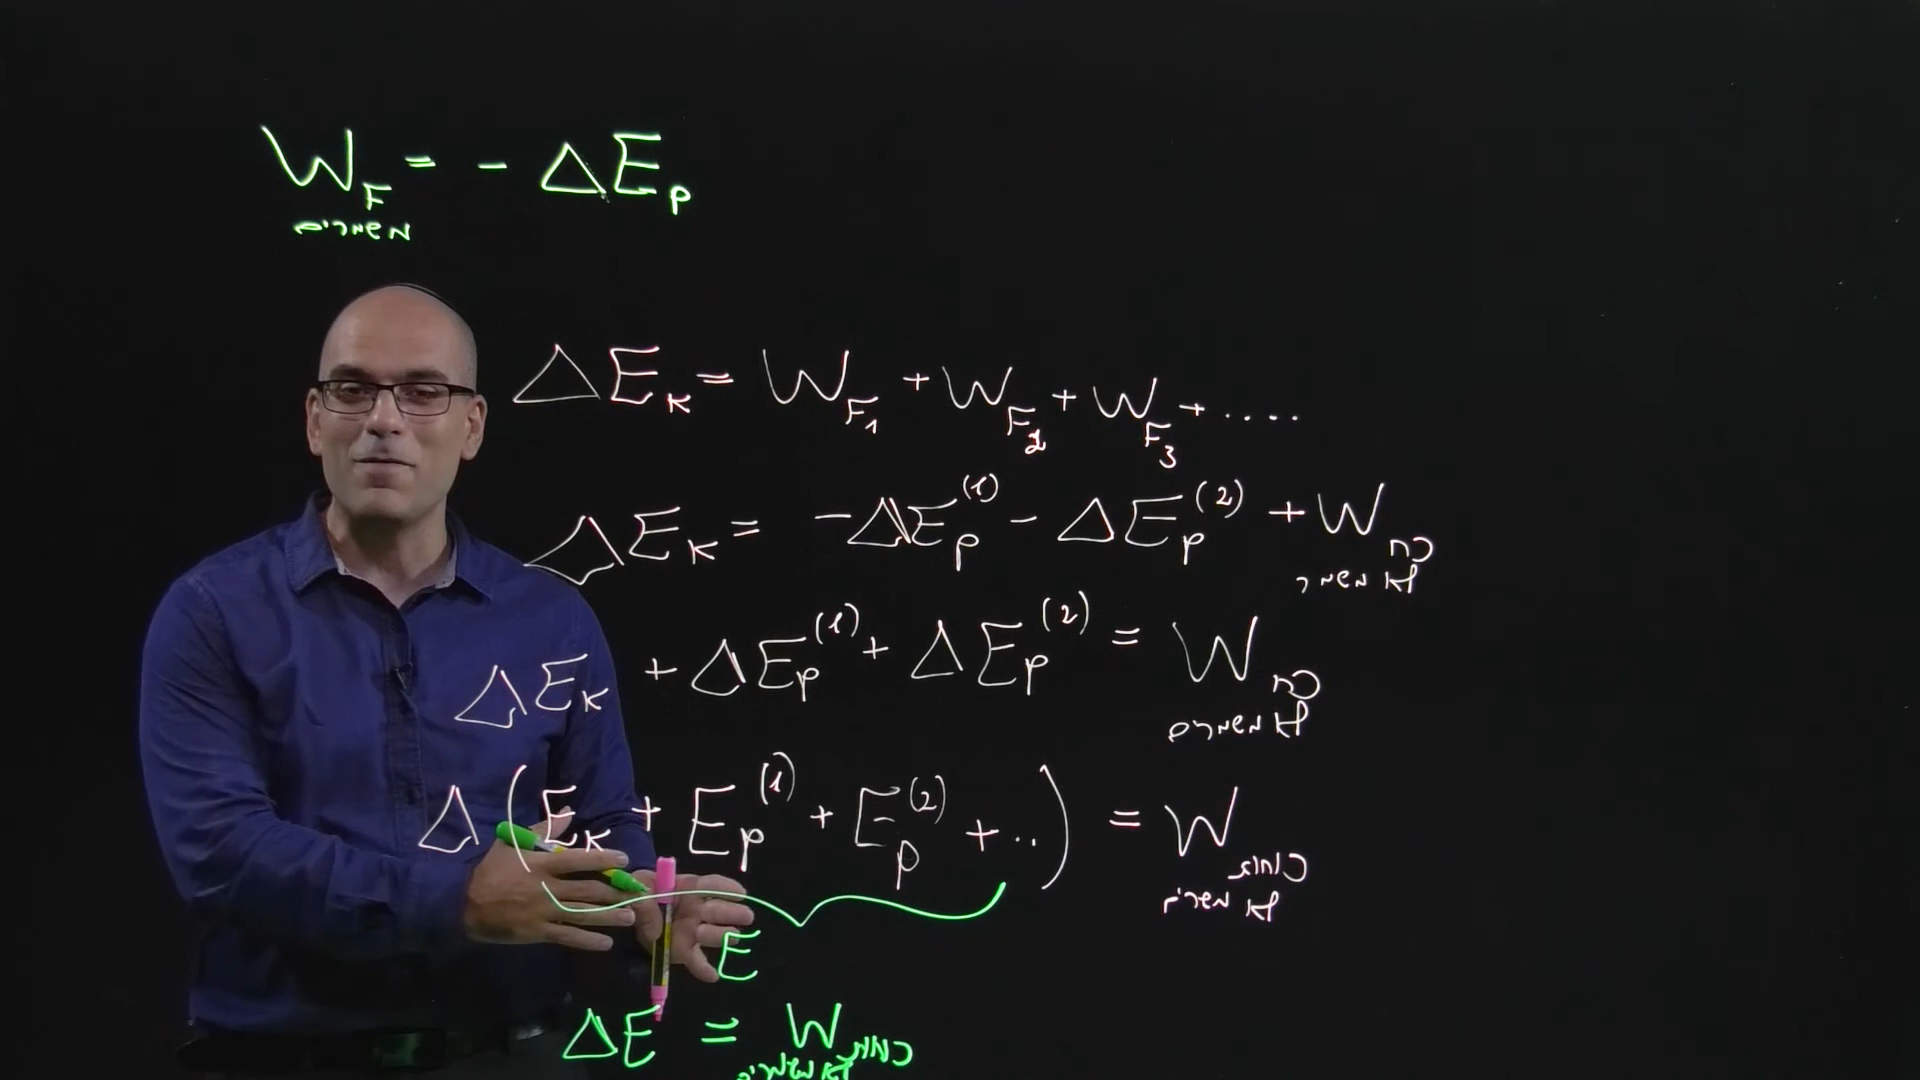 W_F = - ΔE_P
משמרים
ΔE_K = W_F1 + W_F2 + W_F3 + ....
ΔE_K = -ΔE_P^(1) - ΔE_P^(2) + W כח
לא משמר
ΔE_K + ΔE_P^(1) + ΔE_P^(2) = W כח
לא משמרים
Δ(E_K + E_P^(1) + E_P^(2) + ..) = W כוחות
E
ΔE = W כוחות
לא משמרים